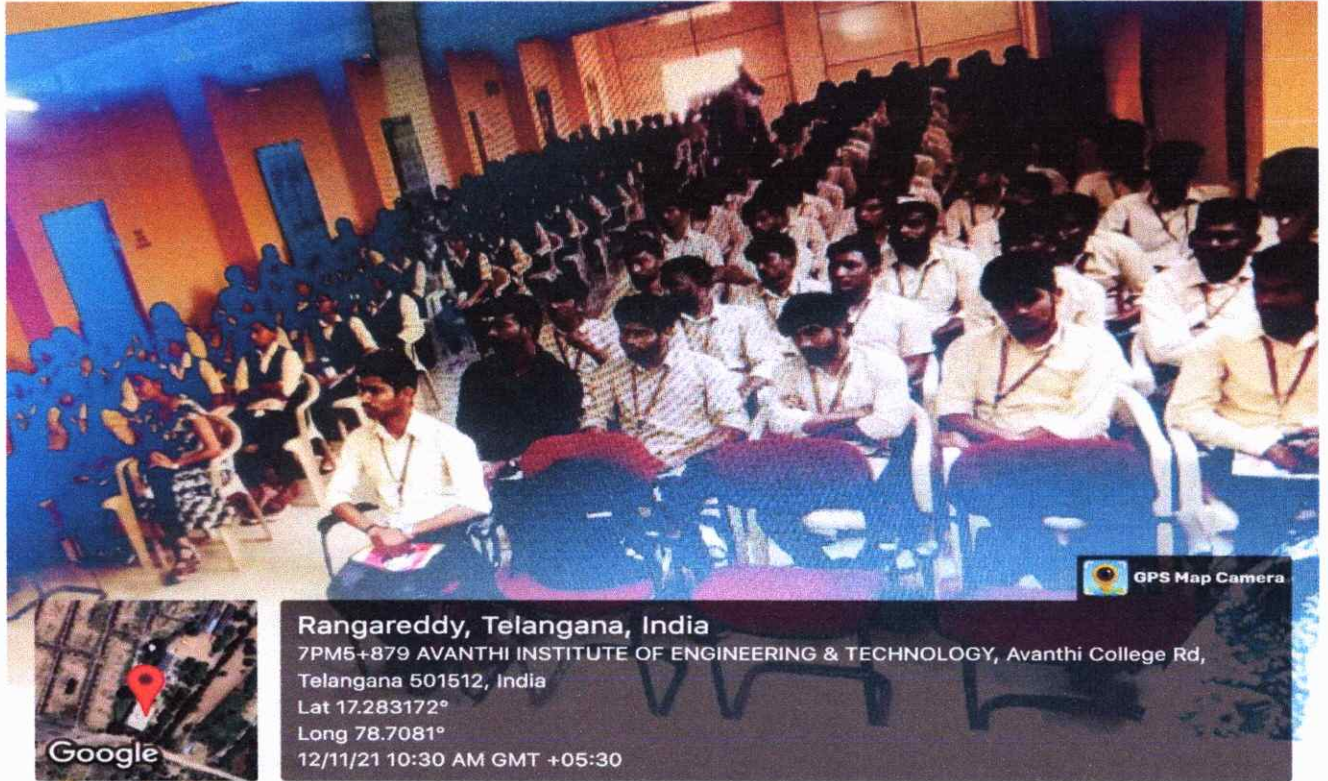 GPS Map Camera
Rangareddy, Telangana, India
7PM5+879 AVANTHI INSTITUTE OF ENGINEERING & TECHNOLOGY, Avanthi College Rd,
Telangana 501512, India
Lat 17.283172°
Long 78.7081°
12/11/21 10:30 AM GMT +05:30
Google